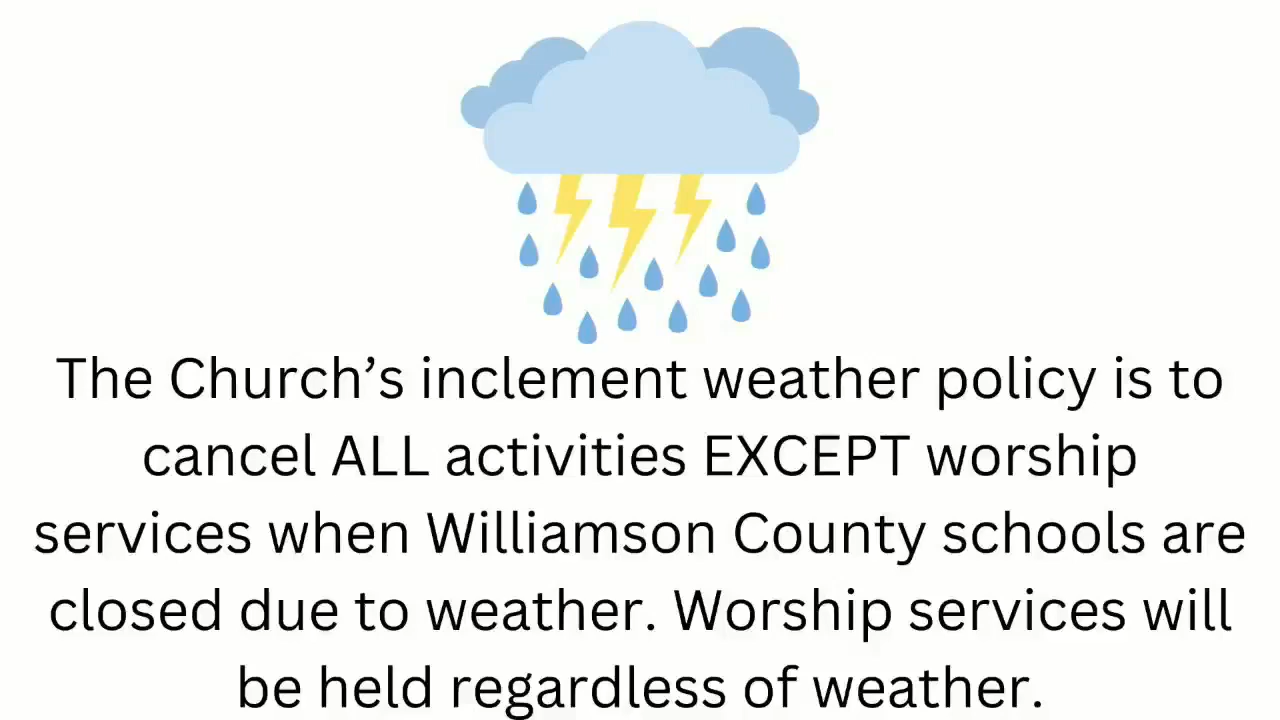 The Church’s inclement weather policy is to
cancel ALL activities EXCEPT worship
services when Williamson County schools are
closed due to weather. Worship services will
be held regardless of weather.